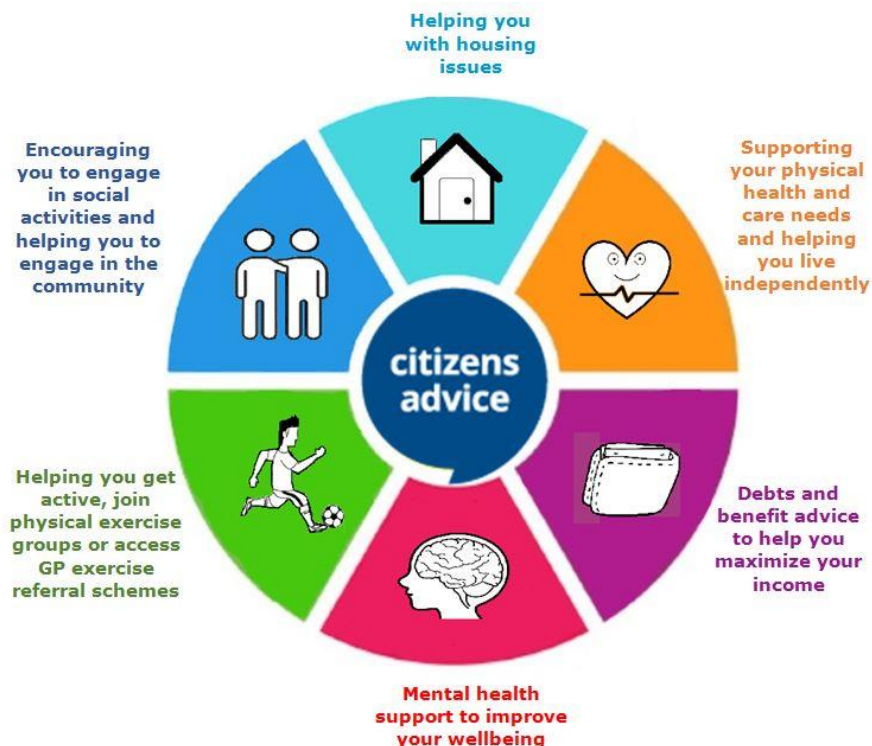 Helping you
with housing
issues
Encouraging
you to engage
in social
activities and
helping you to
engage in the
community
Supporting
your physical
health and
care needs
and helping
you live
independently
citizens
advice
Helping you get
active, join
physical exercise
groups or access
GP exercise
referral schemes
Debts and
benefit advice
to help you
maximize your
income
Mental health
support to improve
your wellbeing